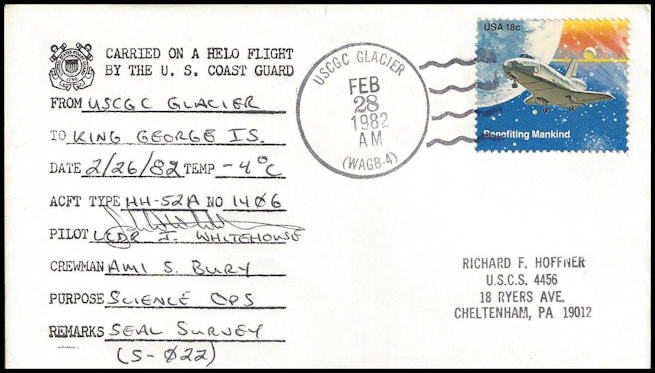 CARRIED ON A HELO FLIGHT
BY THE U. S. COAST GUARD
FROM USCGC GLACIER
TO KING GEORGE IS.
DATE 2/26/82 TEMP -4°C
ACFT TYPE HH-52A NO 1406
PILOT LCDR J. WHITEHOUSE
CREWMAN AM1 S. BURY
PURPOSE SCIENCE OPS
REMARKS SEAL SURVEY
(S-022)
USCGC GLACIER
FEB
28
1982
AM
(WAGB-4)
USA 18c
Benefiting Mankind
RICHARD F. HOFFNER
U.S.C.S. 4456
18 RYERS AVE.
CHELTENHAM, PA 19012